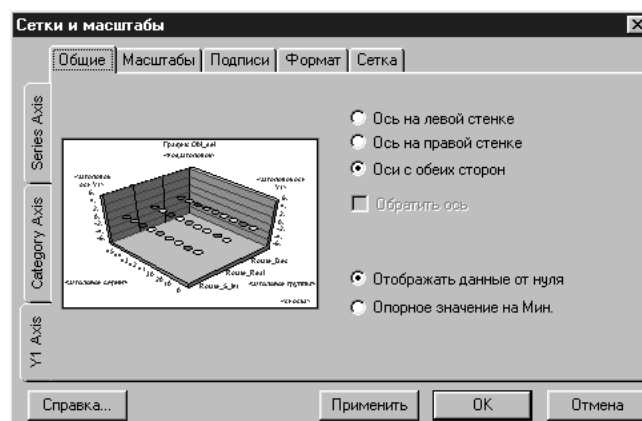 Сетки и масштабы
Общие Масштабы Подписи Формат Сетка
Series Axis
Category Axis
Y1 Axis
Ось на левой стенке
Ось на правой стенке
Оси с обеих сторон
Обратить ось
Отображать данные от нуля
Опорное значение на Мин.
Справка... Применить OK Отмена